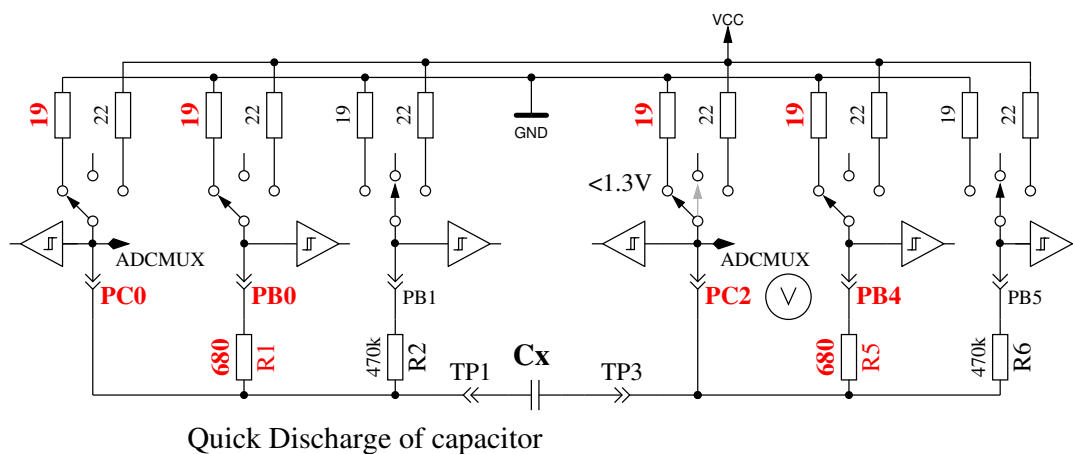 VCC
19
22
19
22
19
22
GND
19
22
19
22
19
22
<1.3V
ADCMUX
ADCMUX
PC0
PB0
PB1
PC2
V
PB4
PB5
680
R1
470k
R2
TP1
Cx
TP3
680
R5
470k
R6
Quick Discharge of capacitor